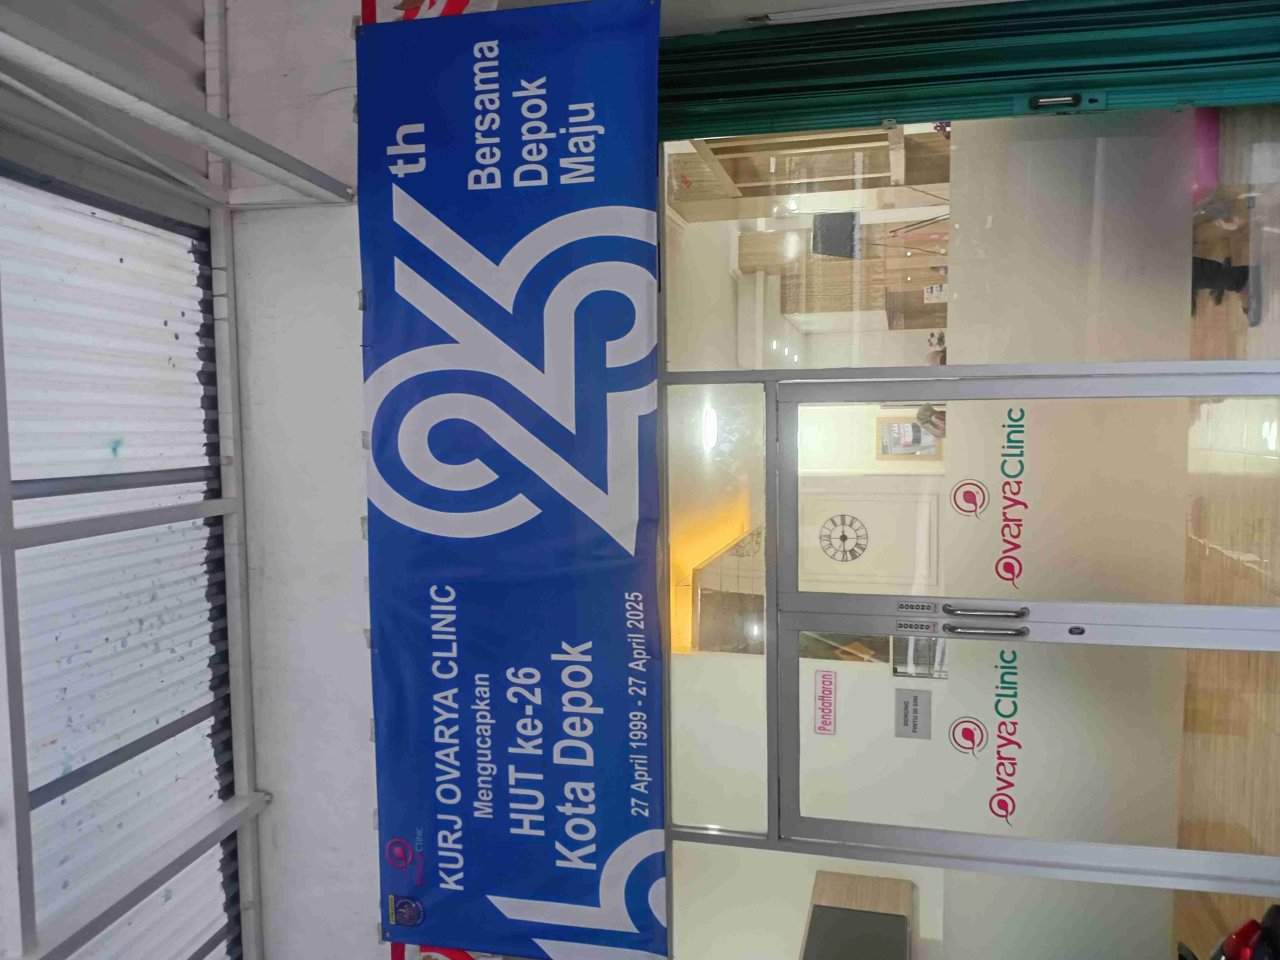 KURJ OVARYA CLINIC
Mengucapkan
HUT ke-26
Kota Depok
27 April 1999 - 27 April 2025
26th
Bersama
Depok
Maju
Pendaftaran
OvaryaClinic
OvaryaClinic